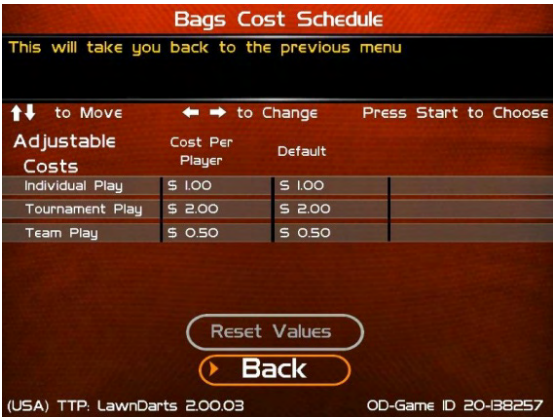 Bags Cost Schedule
This will take you back to the previous menu
⬆⬇ to Move ⬅ ➡ to Change Press Start to Choose
Adjustable Costs Cost Per Player Default
Individual Play $ 1.00 $ 1.00
Tournament Play $ 2.00 $ 2.00
Team Play $ 0.50 $ 0.50
Reset Values
Back
(USA) TTP: LawnDarts 2.00.03 OD-Game ID 20-138257